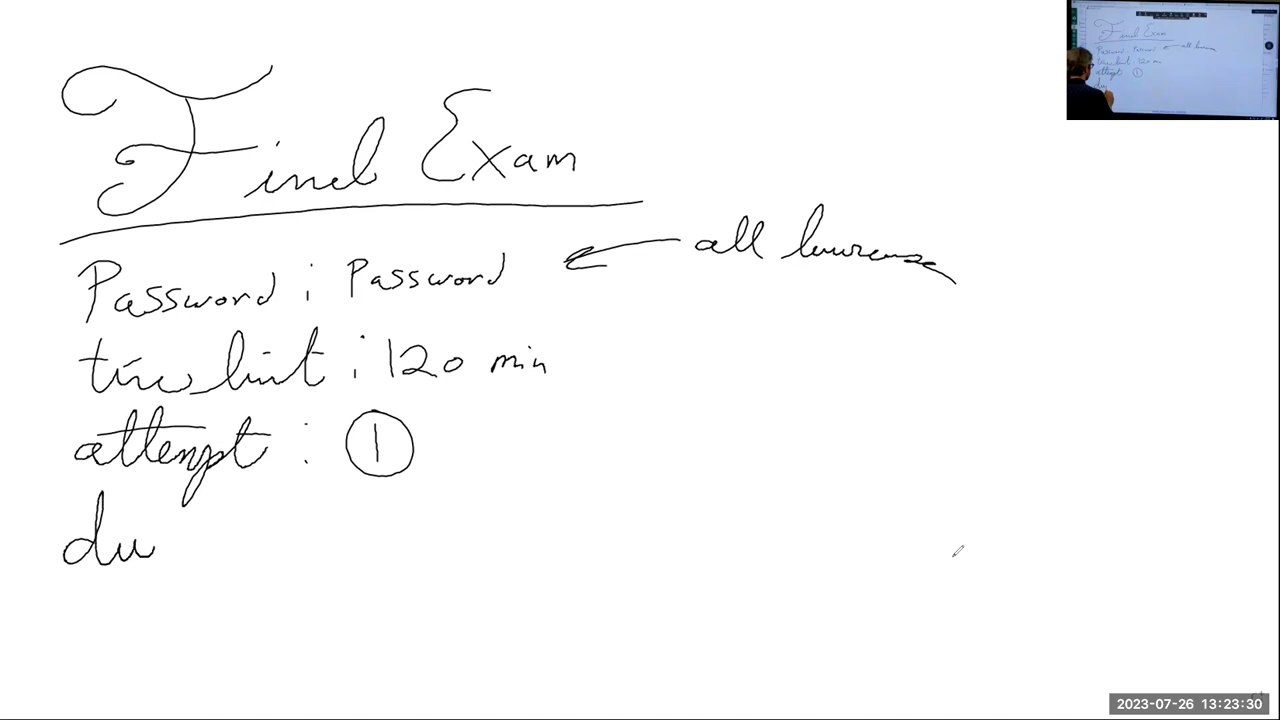 Final Exam
Password : Password ← all lowercase
time limit : 120 min
attempt : 1
du
2023-07-26 13:23:30